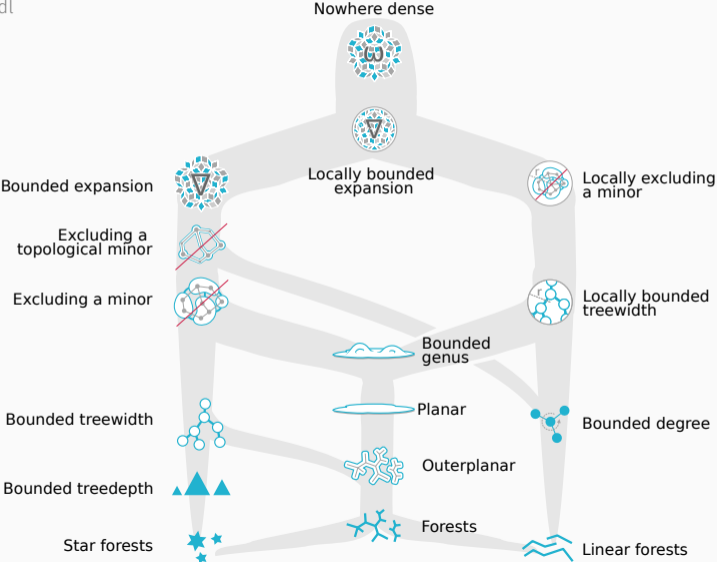 dl
Nowhere dense
Locally bounded
expansion
Bounded expansion
Locally excluding
a minor
Excluding a
topological minor
Excluding a minor
Locally bounded
treewidth
Bounded
genus
Bounded treewidth
Planar
Bounded degree
Outerplanar
Bounded treedepth
Forests
Star forests
Linear forests
ω
∇
∇
r
r